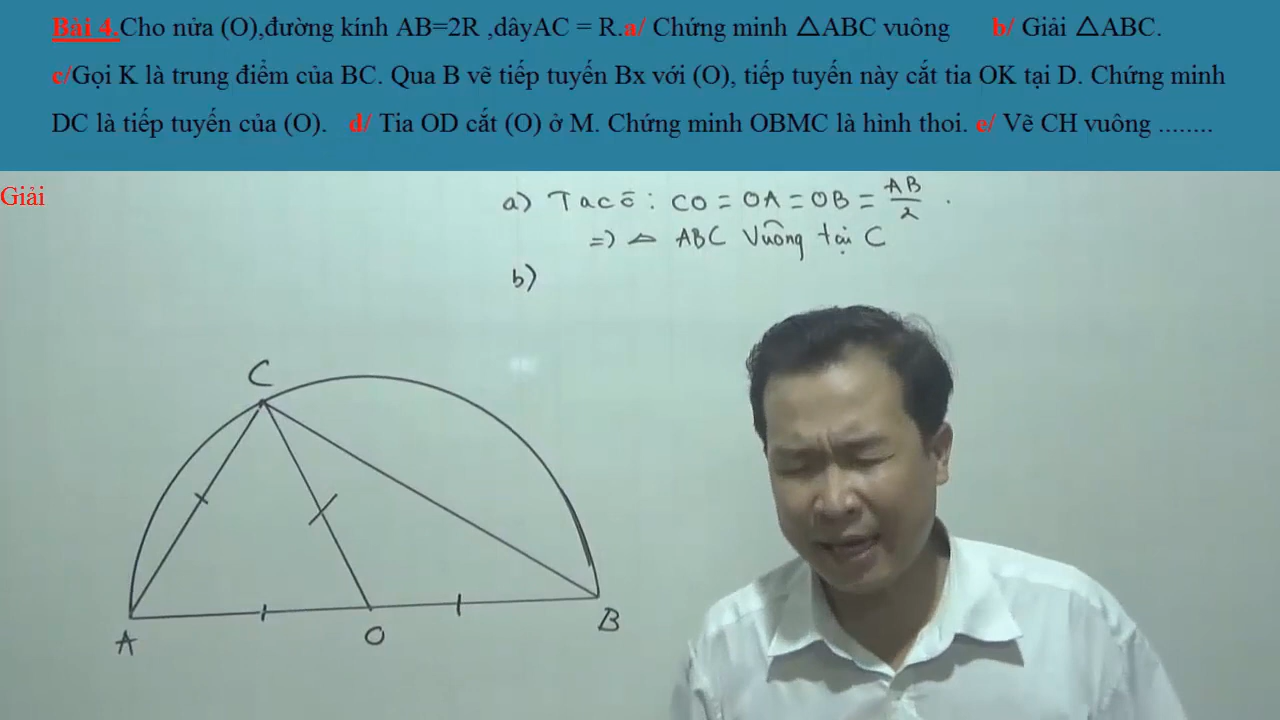 Bài 4.Cho nửa (O),đường kính AB=2R ,dâyAC = R.a/ Chứng minh △ABC vuông b/ Giải △ABC.
c/Gọi K là trung điểm của BC. Qua B vẽ tiếp tuyến Bx với (O), tiếp tuyến này cắt tia OK tại D. Chứng minh
DC là tiếp tuyến của (O). d/ Tia OD cắt (O) ở M. Chứng minh OBMC là hình thoi. e/ Vẽ CH vuông ........
Giải
a) Ta có : CO = OA = OB = AB/2 .
=> △ ABC Vuông tại C
b)
C
A
O
B